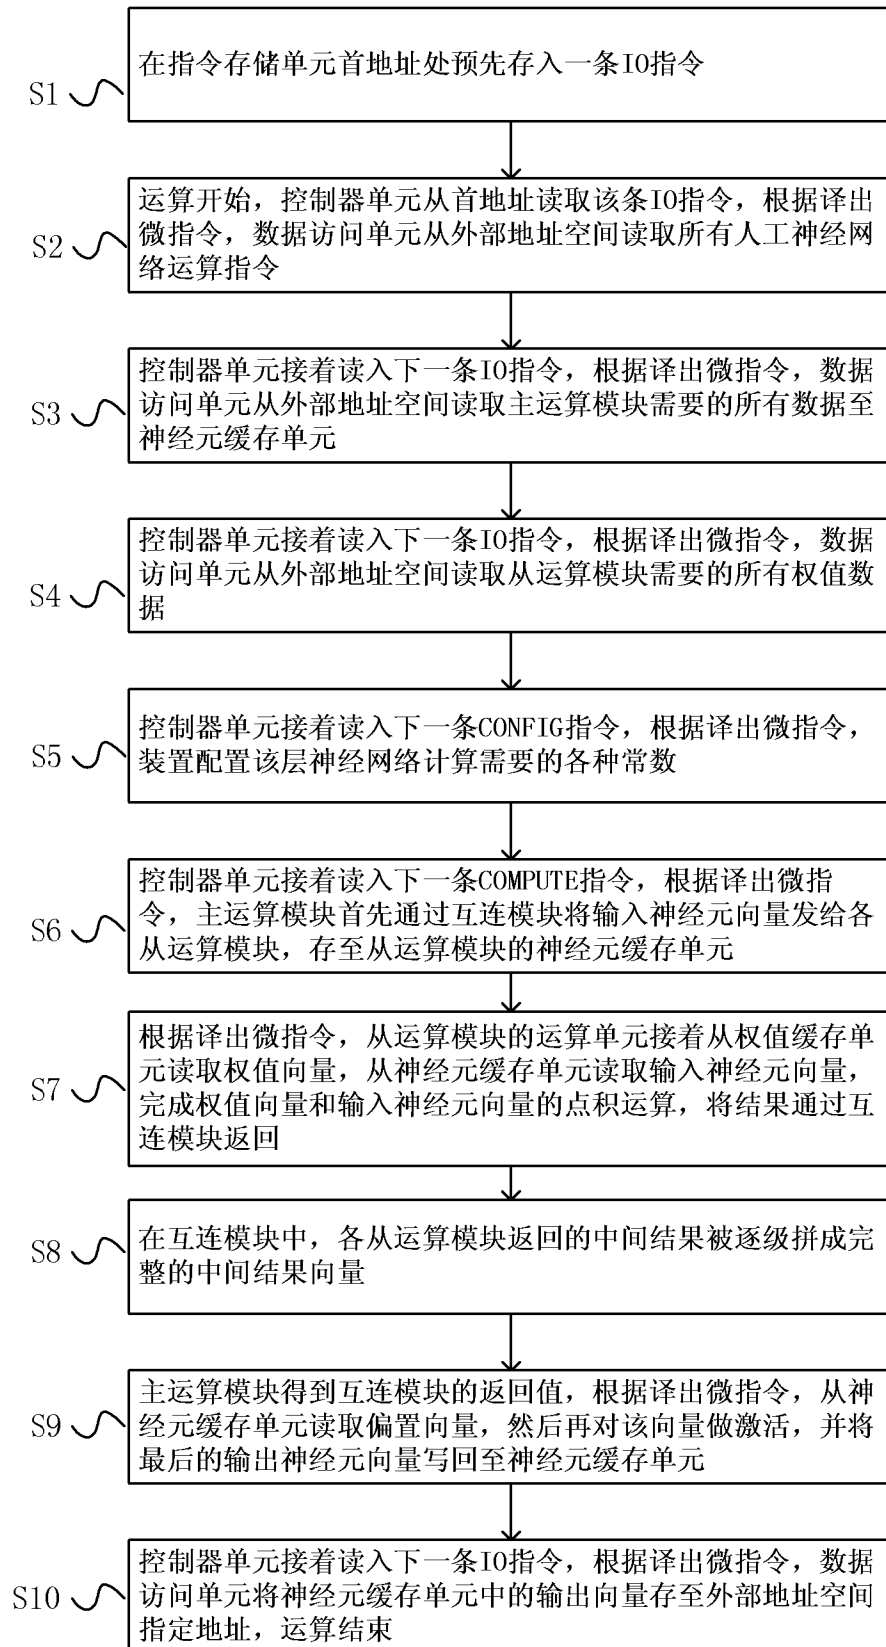 S1
在指令存储单元首地址处预先存入一条IO指令
S2
运算开始，控制器单元从首地址读取该条IO指令，根据译出
微指令，数据访问单元从外部地址空间读取所有人工神经网
络运算指令
S3
控制器单元接着读入下一条IO指令，根据译出微指令，数据
访问单元从外部地址空间读取主运算模块需要的所有数据至
神经元缓存单元
S4
控制器单元接着读入下一条IO指令，根据译出微指令，数据
访问单元从外部地址空间读取从运算模块需要的所有权值数
据
S5
控制器单元接着读入下一条CONFIG指令，根据译出微指令，
装置配置该层神经网络计算需要的各种常数
S6
控制器单元接着读入下一条COMPUTE指令，根据译出微指
令，主运算模块首先通过互连模块将输入神经元向量发给各
从运算模块，存至从运算模块的神经元缓存单元
S7
根据译出微指令，从运算模块的运算单元接着从权值缓存单
元读取权值向量，从神经元缓存单元读取输入神经元向量，
完成权值向量和输入神经元向量的点积运算，将结果通过互
连模块返回
S8
在互连模块中，各从运算模块返回的中间结果被逐级拼成完
整的中间结果向量
S9
主运算模块得到互连模块的返回值，根据译出微指令，从神
经元缓存单元读取偏置向量，然后再对该向量做激活，并将
最后的输出神经元向量写回至神经元缓存单元
S10
控制器单元接着读入下一条IO指令，根据译出微指令，数据
访问单元将神经元缓存单元中的输出向量存至外部地址空间
指定地址，运算结束